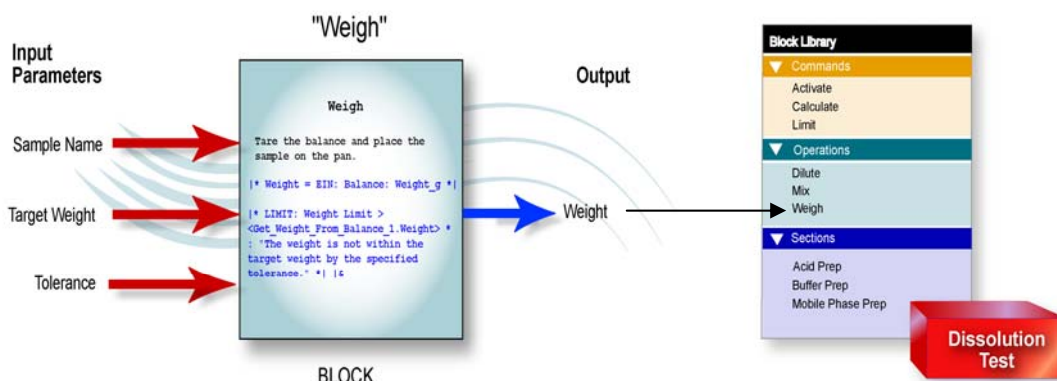 "Weigh"
Input
Parameters
Sample Name
Target Weight
Tolerance
Weigh
Tare the balance and place the
sample on the pan.
|* Weight = EIN: Balance: Weight_g *|
|* LIMIT: Weight Limit >
<Get_Weight_From_Balance_1.Weight> *
: "The weight is not within the
target weight by the specified
tolerance." *| |&
BLOCK
Output
Weight
Block Library
Commands
Activate
Calculate
Limit
Operations
Dilute
Mix
Weigh
Sections
Acid Prep
Buffer Prep
Mobile Phase Prep
Dissolution
Test